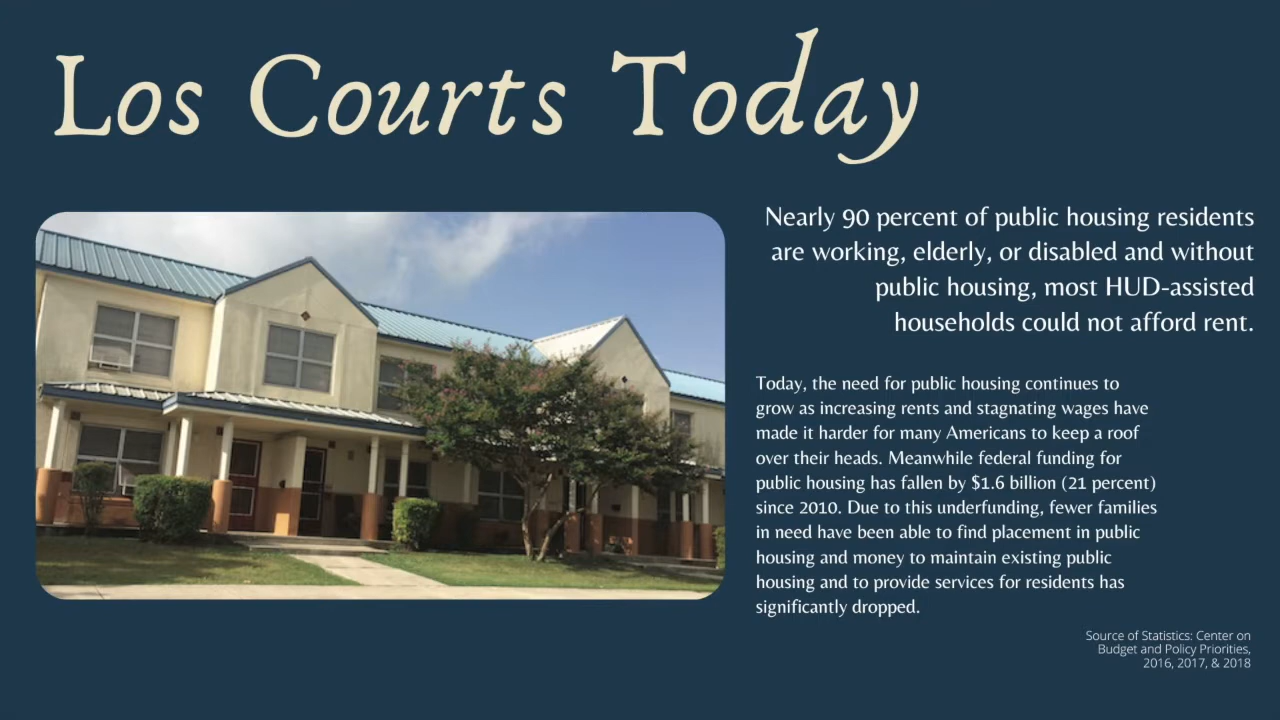 Los Courts Today
Nearly 90 percent of public housing residents
are working, elderly, or disabled and without
public housing, most HUD-assisted
households could not afford rent.
Today, the need for public housing continues to
grow as increasing rents and stagnating wages have
made it harder for many Americans to keep a roof
over their heads. Meanwhile federal funding for
public housing has fallen by $1.6 billion (21 percent)
since 2010. Due to this underfunding, fewer families
in need have been able to find placement in public
housing and money to maintain existing public
housing and to provide services for residents has
significantly dropped.
Source of Statistics: Center on
Budget and Policy Priorities,
2016, 2017, & 2018